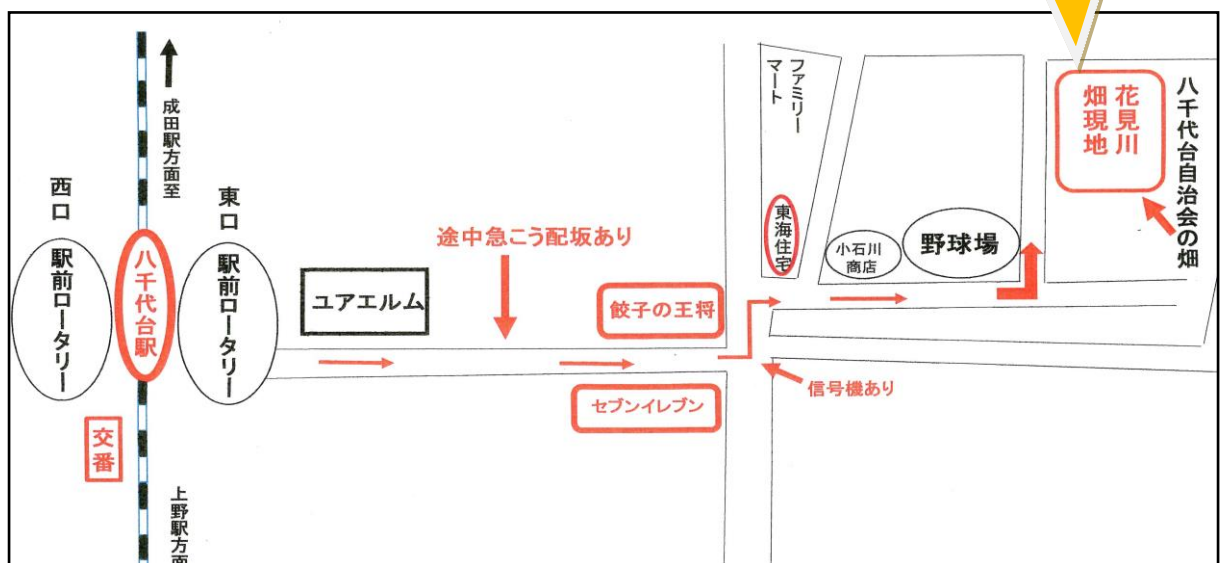 成田駅方面至
西口
駅前ロータリー
八千代台駅
東口
駅前ロータリー
交番
上野駅方面
ユアエルム
途中急こう配坂あり
餃子の王将
セブンイレブン
信号機あり
ファミリー
マート
東海住宅
小石川
商店
野球場
花見川
畑現地
八千代台自治会の畑